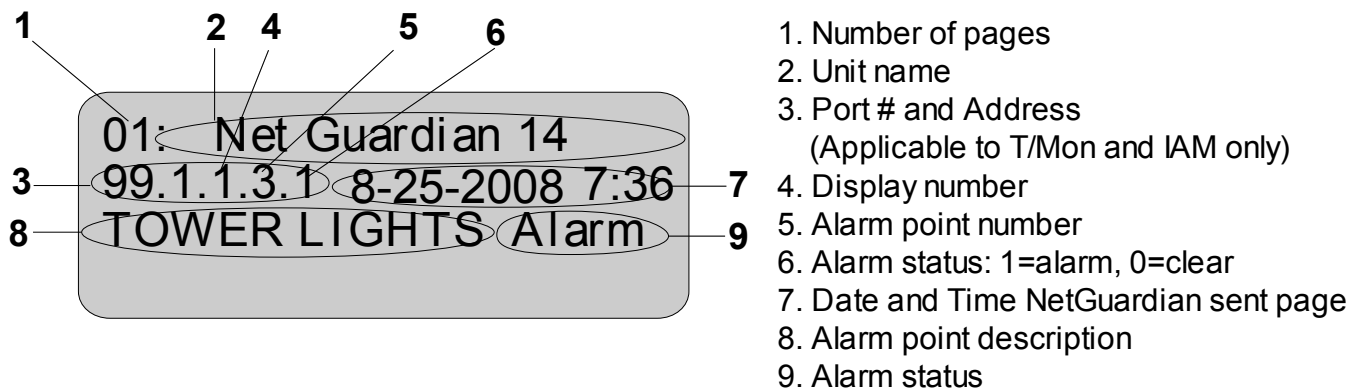 1 2 4 5 6
01: Net Guardian 14
3 99.1.1.3.1 8-25-2008 7:36 7
8 TOWER LIGHTS Alarm 9
1. Number of pages
2. Unit name
3. Port # and Address
(Applicable to T/Mon and IAM only)
4. Display number
5. Alarm point number
6. Alarm status: 1=alarm, 0=clear
7. Date and Time NetGuardian sent page
8. Alarm point description
9. Alarm status